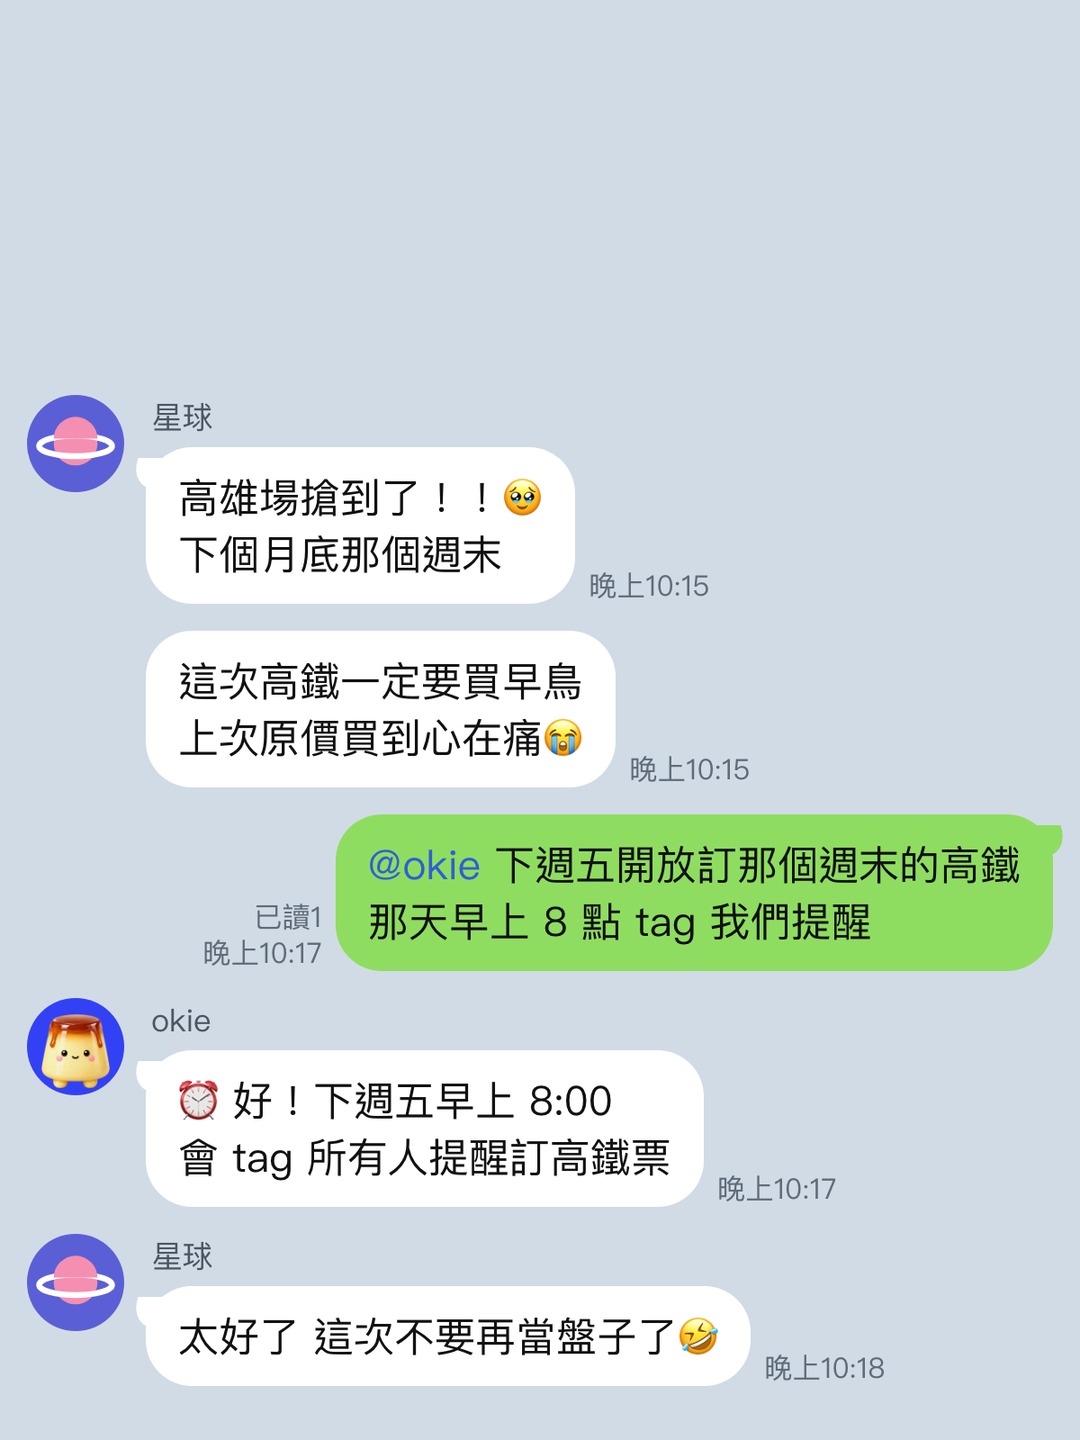 星球
高雄場搶到了！！🥹
下個月底那個週末
晚上10:15
這次高鐵一定要買早鳥
上次原價買到心在痛😭
晚上10:15
@okie 下週五開放訂那個週末的高鐵
那天早上 8 點 tag 我們提醒
已讀1
晚上10:17
okie
⏰ 好！下週五早上 8:00
會 tag 所有人提醒訂高鐵票
晚上10:17
星球
太好了 這次不要再當盤子了🤣
晚上10:18